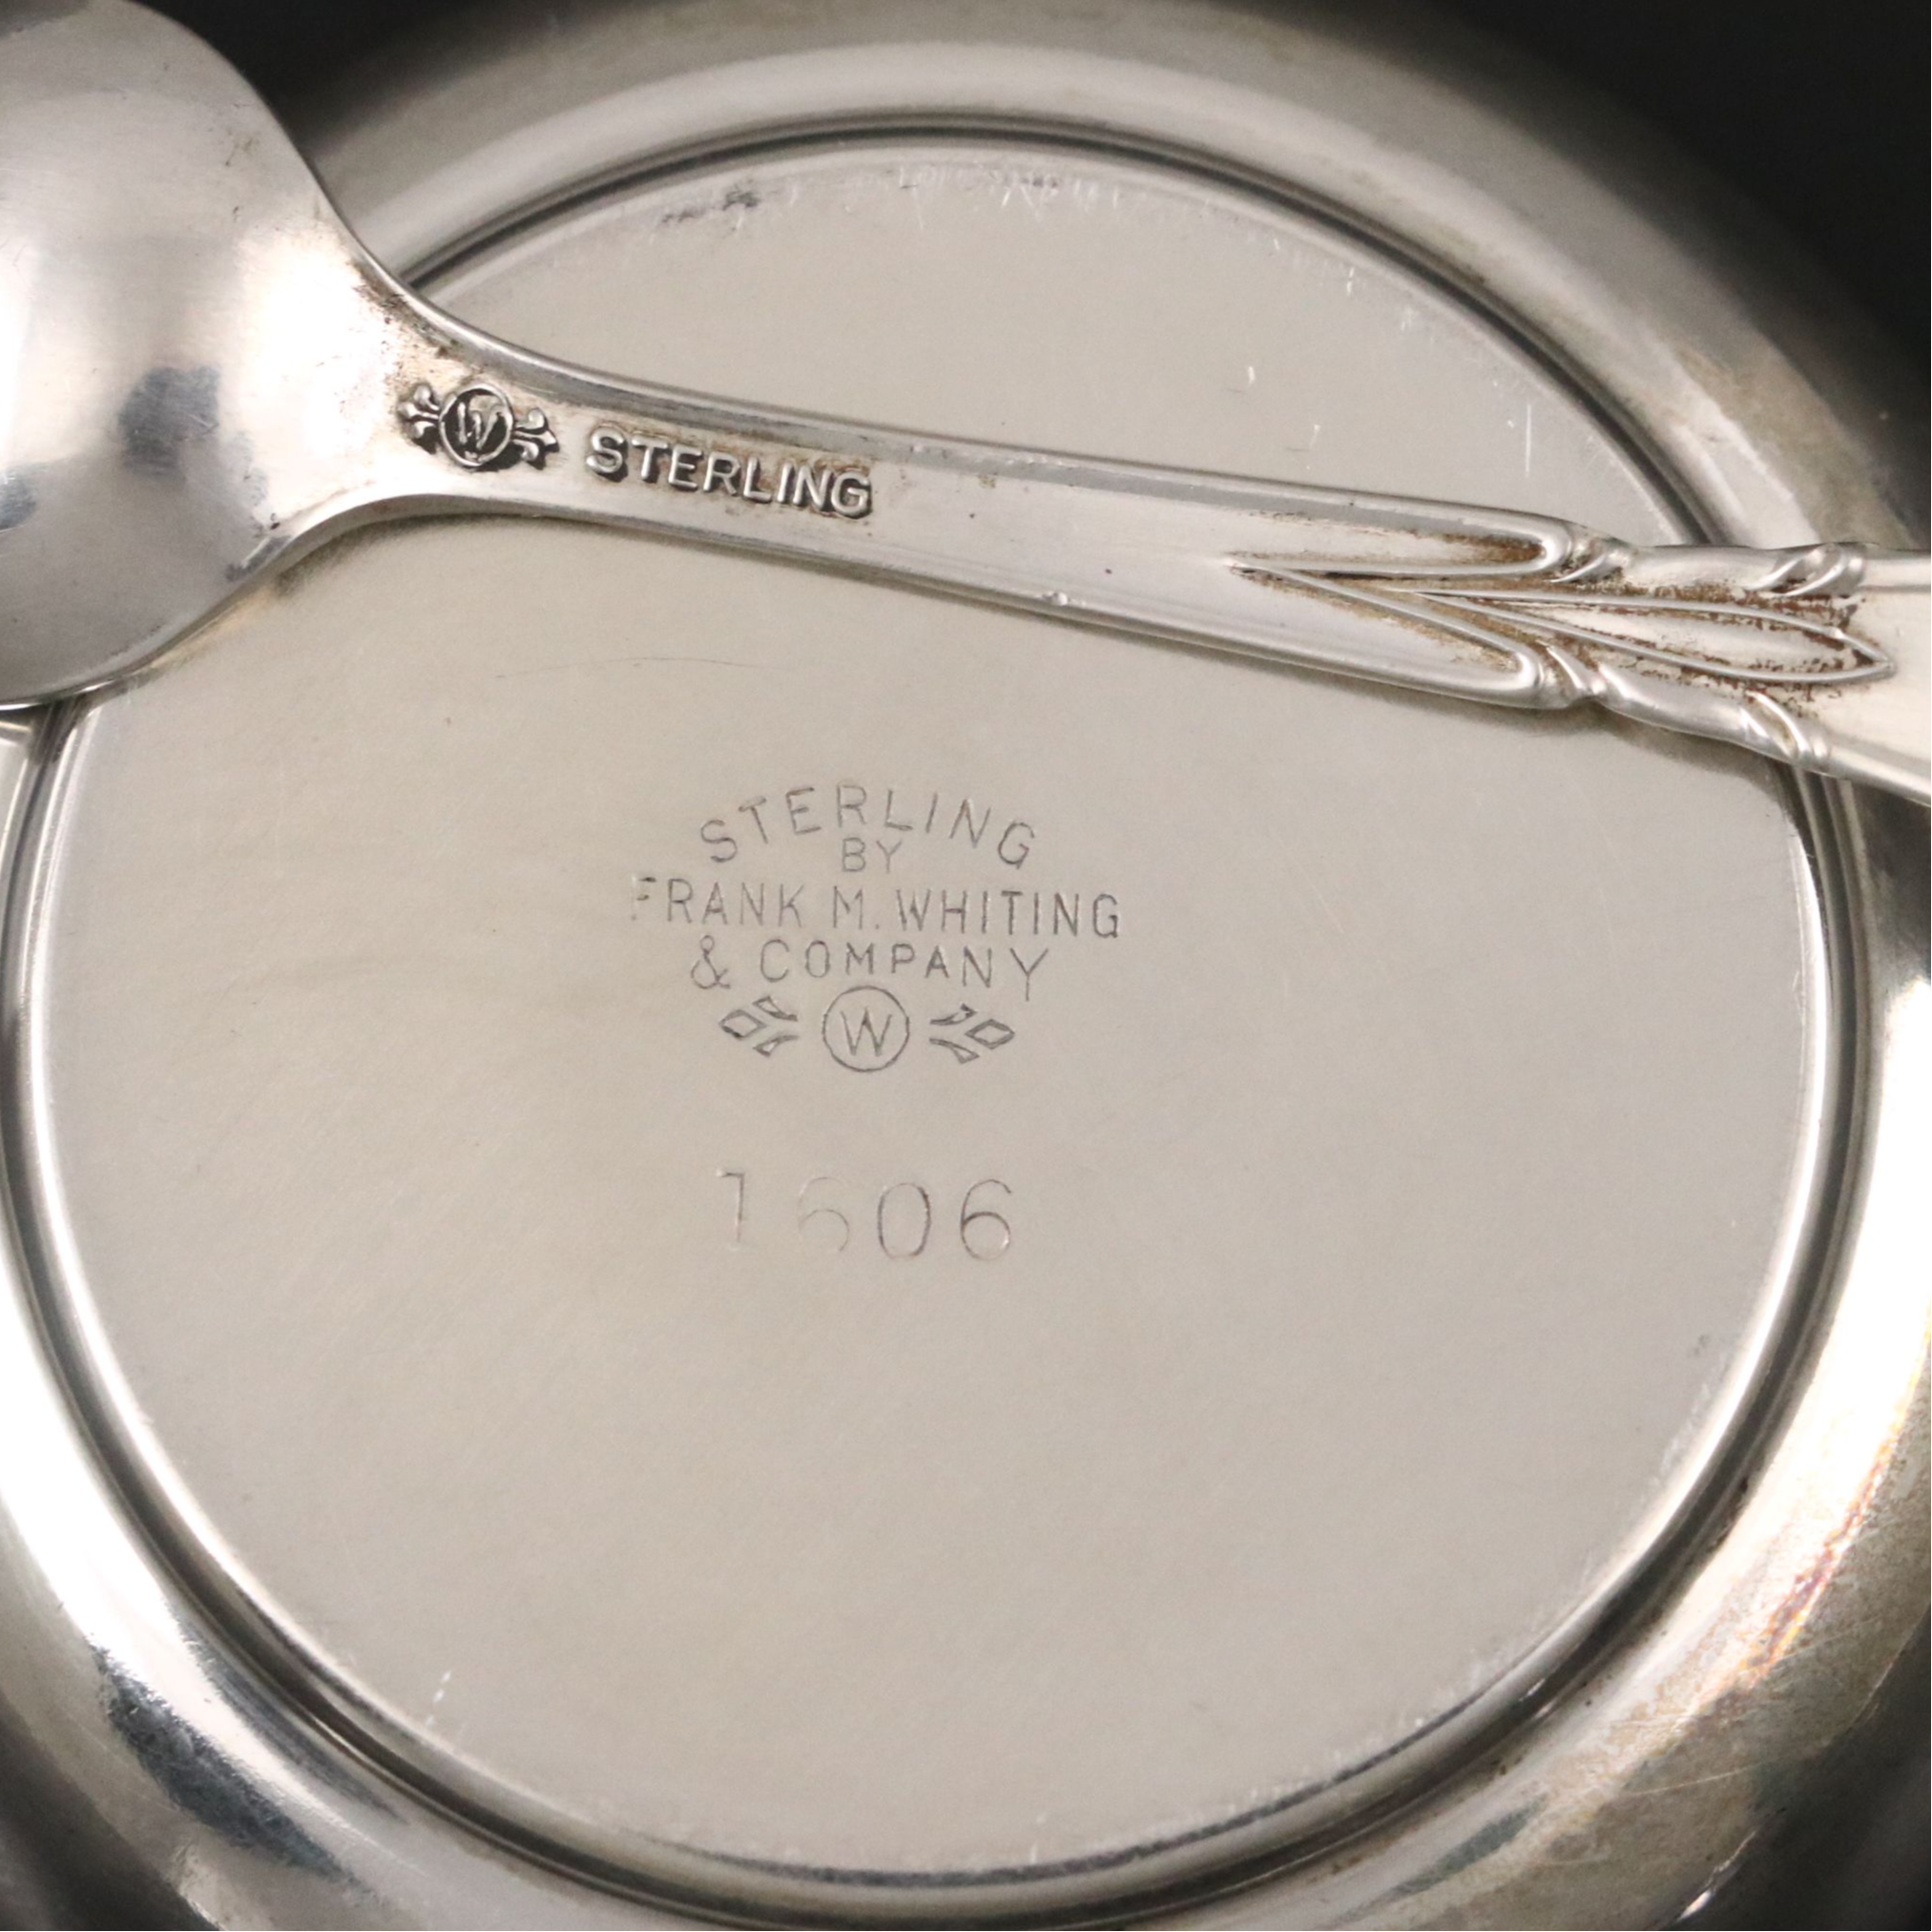 W STERLING
STERLING
BY
FRANK M. WHITING
& COMPANY
W
1606